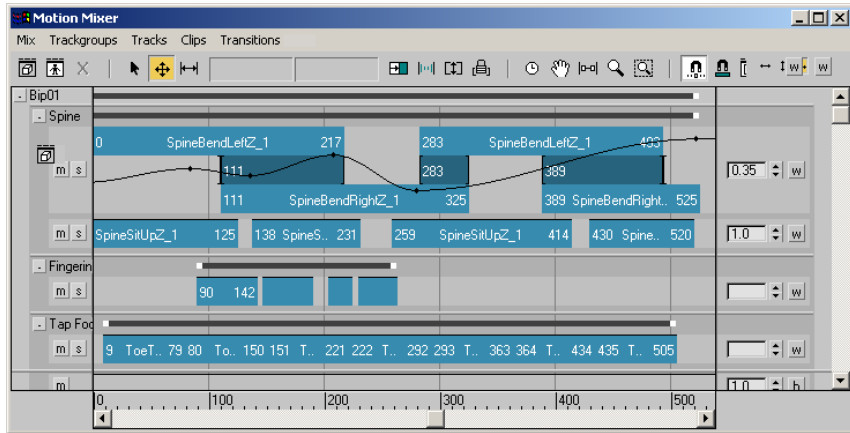 Motion Mixer
Mix Trackgroups Tracks Clips Transitions
w w
- Bip01
- Spine
0 SpineBendLeftZ_1 217 283 SpineBendLeftZ_1 493
m s 111 283 389 0.35 w
111 SpineBendRightZ_1 325 389 SpineBendRight.. 525
m s SpineSitUpZ_1 125 138 SpineS.. 231 259 SpineSitUpZ_1 414 430 Spine.. 520 1.0 w
- Fingerin
m s 90 142 w
- Tap Foo
m s 9 ToeT.. 79 80 To.. 150 151 T.. 221 222 T.. 292 293 T.. 363 364 T.. 434 435 T.. 505 w
m 1.0 h
0 100 200 300 400 500